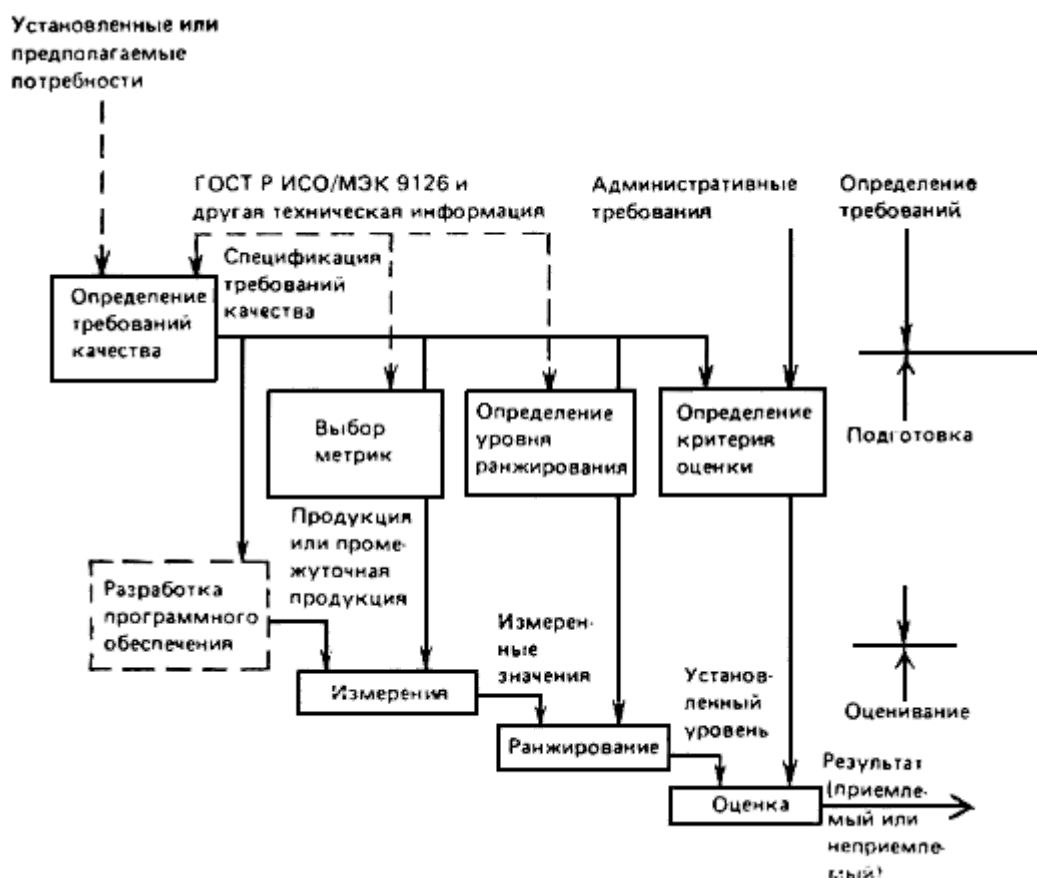 Установленные или
предполагаемые
потребности
ГОСТ Р ИСО/МЭК 9126 и
другая техническая информация
Административные
требования
Определение
требований
Спецификация
требований
качества
Определение
требований
качества
Выбор
метрик
Определение
уровня
ранжирования
Определение
критерия
оценки
Подготовка
Продукция
или проме-
жуточная
продукция
Разработка
программного
обеспечения
Измерен-
ные
значения
Измерения
Установ-
ленный
уровень
Оценивание
Ранжирование
Оценка
Результат
(приемле-
мый или
неприемле-
мый)